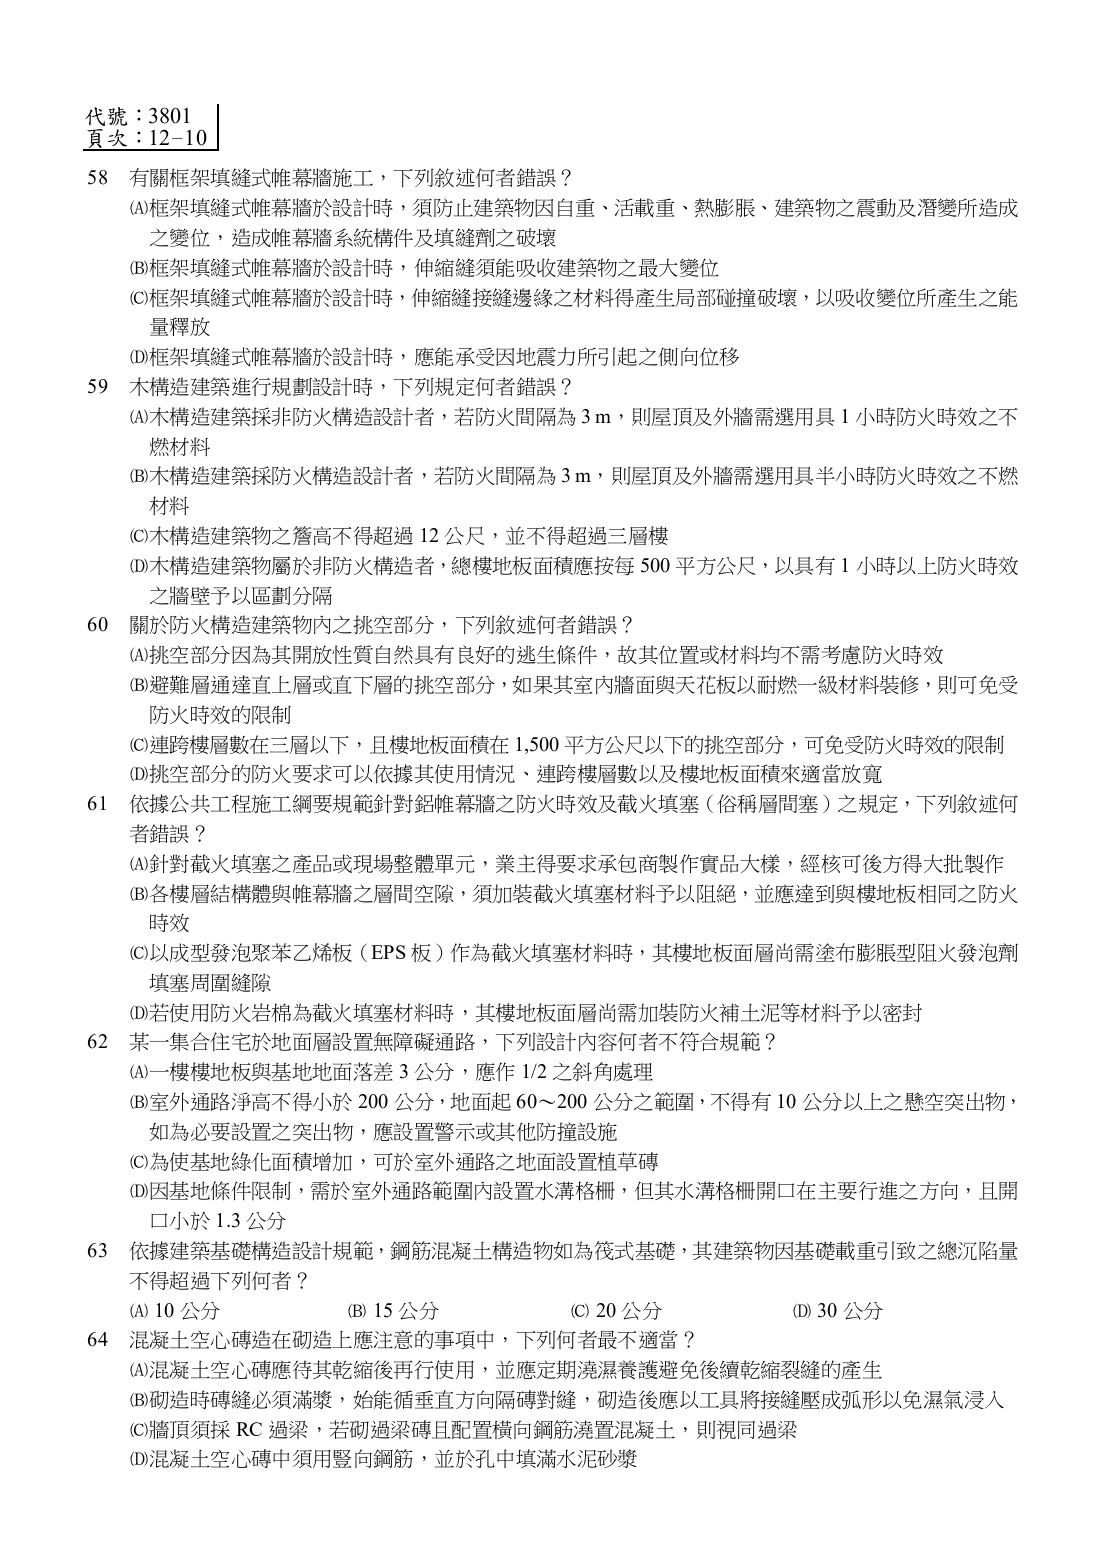 代號：3801
頁次：12－10
58 有關框架填縫式帷幕牆施工，下列敘述何者錯誤？
(A)框架填縫式帷幕牆於設計時，須防止建築物因自重、活載重、熱膨脹、建築物之震動及潛變所造成
之變位，造成帷幕牆系統構件及填縫劑之破壞
(B)框架填縫式帷幕牆於設計時，伸縮縫須能吸收建築物之最大變位
(C)框架填縫式帷幕牆於設計時，伸縮縫接縫邊緣之材料得產生局部碰撞破壞，以吸收變位所產生之能
量釋放
(D)框架填縫式帷幕牆於設計時，應能承受因地震力所引起之側向位移
59 木構造建築進行規劃設計時，下列規定何者錯誤？
(A)木構造建築採非防火構造設計者，若防火間隔為 3 m，則屋頂及外牆需選用具 1 小時防火時效之不
燃材料
(B)木構造建築採防火構造設計者，若防火間隔為 3 m，則屋頂及外牆需選用具半小時防火時效之不燃
材料
(C)木構造建築物之簷高不得超過 12 公尺，並不得超過三層樓
(D)木構造建築物屬於非防火構造者，總樓地板面積應按每 500 平方公尺，以具有 1 小時以上防火時效
之牆壁予以區劃分隔
60 關於防火構造建築物內之挑空部分，下列敘述何者錯誤？
(A)挑空部分因為其開放性質自然具有良好的逃生條件，故其位置或材料均不需考慮防火時效
(B)避難層通達直上層或直下層的挑空部分，如果其室內牆面與天花板以耐燃一級材料裝修，則可免受
防火時效的限制
(C)連跨樓層數在三層以下，且樓地板面積在 1,500 平方公尺以下的挑空部分，可免受防火時效的限制
(D)挑空部分的防火要求可以依據其使用情況、連跨樓層數以及樓地板面積來適當放寬
61 依據公共工程施工綱要規範針對鋁帷幕牆之防火時效及截火填塞（俗稱層間塞）之規定，下列敘述何
者錯誤？
(A)針對截火填塞之產品或現場整體單元，業主得要求承包商製作實品大樣，經核可後方得大批製作
(B)各樓層結構體與帷幕牆之層間空隙，須加裝截火填塞材料予以阻絕，並應達到與樓地板相同之防火
時效
(C)以成型發泡聚苯乙烯板（EPS 板）作為截火填塞材料時，其樓地板面層尚需塗布膨脹型阻火發泡劑
填塞周圍縫隙
(D)若使用防火岩棉為截火填塞材料時，其樓地板面層尚需加裝防火補土泥等材料予以密封
62 某一集合住宅於地面層設置無障礙通路，下列設計內容何者不符合規範？
(A)一樓樓地板與基地地面落差 3 公分，應作 1/2 之斜角處理
(B)室外通路淨高不得小於 200 公分，地面起 60～200 公分之範圍，不得有 10 公分以上之懸空突出物，
如為必要設置之突出物，應設置警示或其他防撞設施
(C)為使基地綠化面積增加，可於室外通路之地面設置植草磚
(D)因基地條件限制，需於室外通路範圍內設置水溝格柵，但其水溝格柵開口在主要行進之方向，且開
口小於 1.3 公分
63 依據建築基礎構造設計規範，鋼筋混凝土構造物如為筏式基礎，其建築物因基礎載重引致之總沉陷量
不得超過下列何者？
(A) 10 公分 (B) 15 公分 (C) 20 公分 (D) 30 公分
64 混凝土空心磚造在砌造上應注意的事項中，下列何者最不適當？
(A)混凝土空心磚應待其乾縮後再行使用，並應定期澆濕養護避免後續乾縮裂縫的產生
(B)砌造時磚縫必須滿漿，始能循垂直方向隔磚對縫，砌造後應以工具將接縫壓成弧形以免濕氣浸入
(C)牆頂須採 RC 過梁，若砌過梁磚且配置橫向鋼筋澆置混凝土，則視同過梁
(D)混凝土空心磚中須用豎向鋼筋，並於孔中填滿水泥砂漿